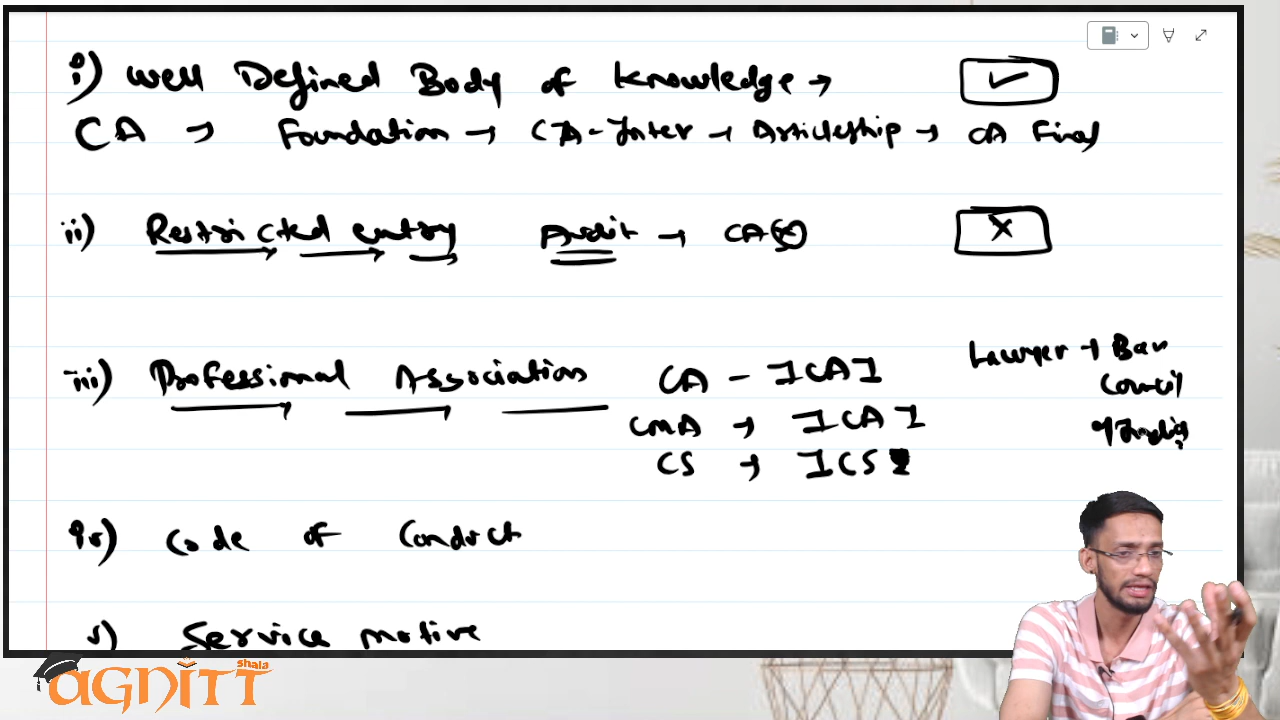 i) Well Defined Body of Knowledge →
CA → Foundation → CA-Inter → Articleship → CA Final
ii) Restricted entry Audit → CA
iii) Professional Association CA - ICAI
Lawyer → Bar Council of India
CMA → ICAI
CS → ICSI
iv) Code of Conduct
v) Service motive
AGNITT shala